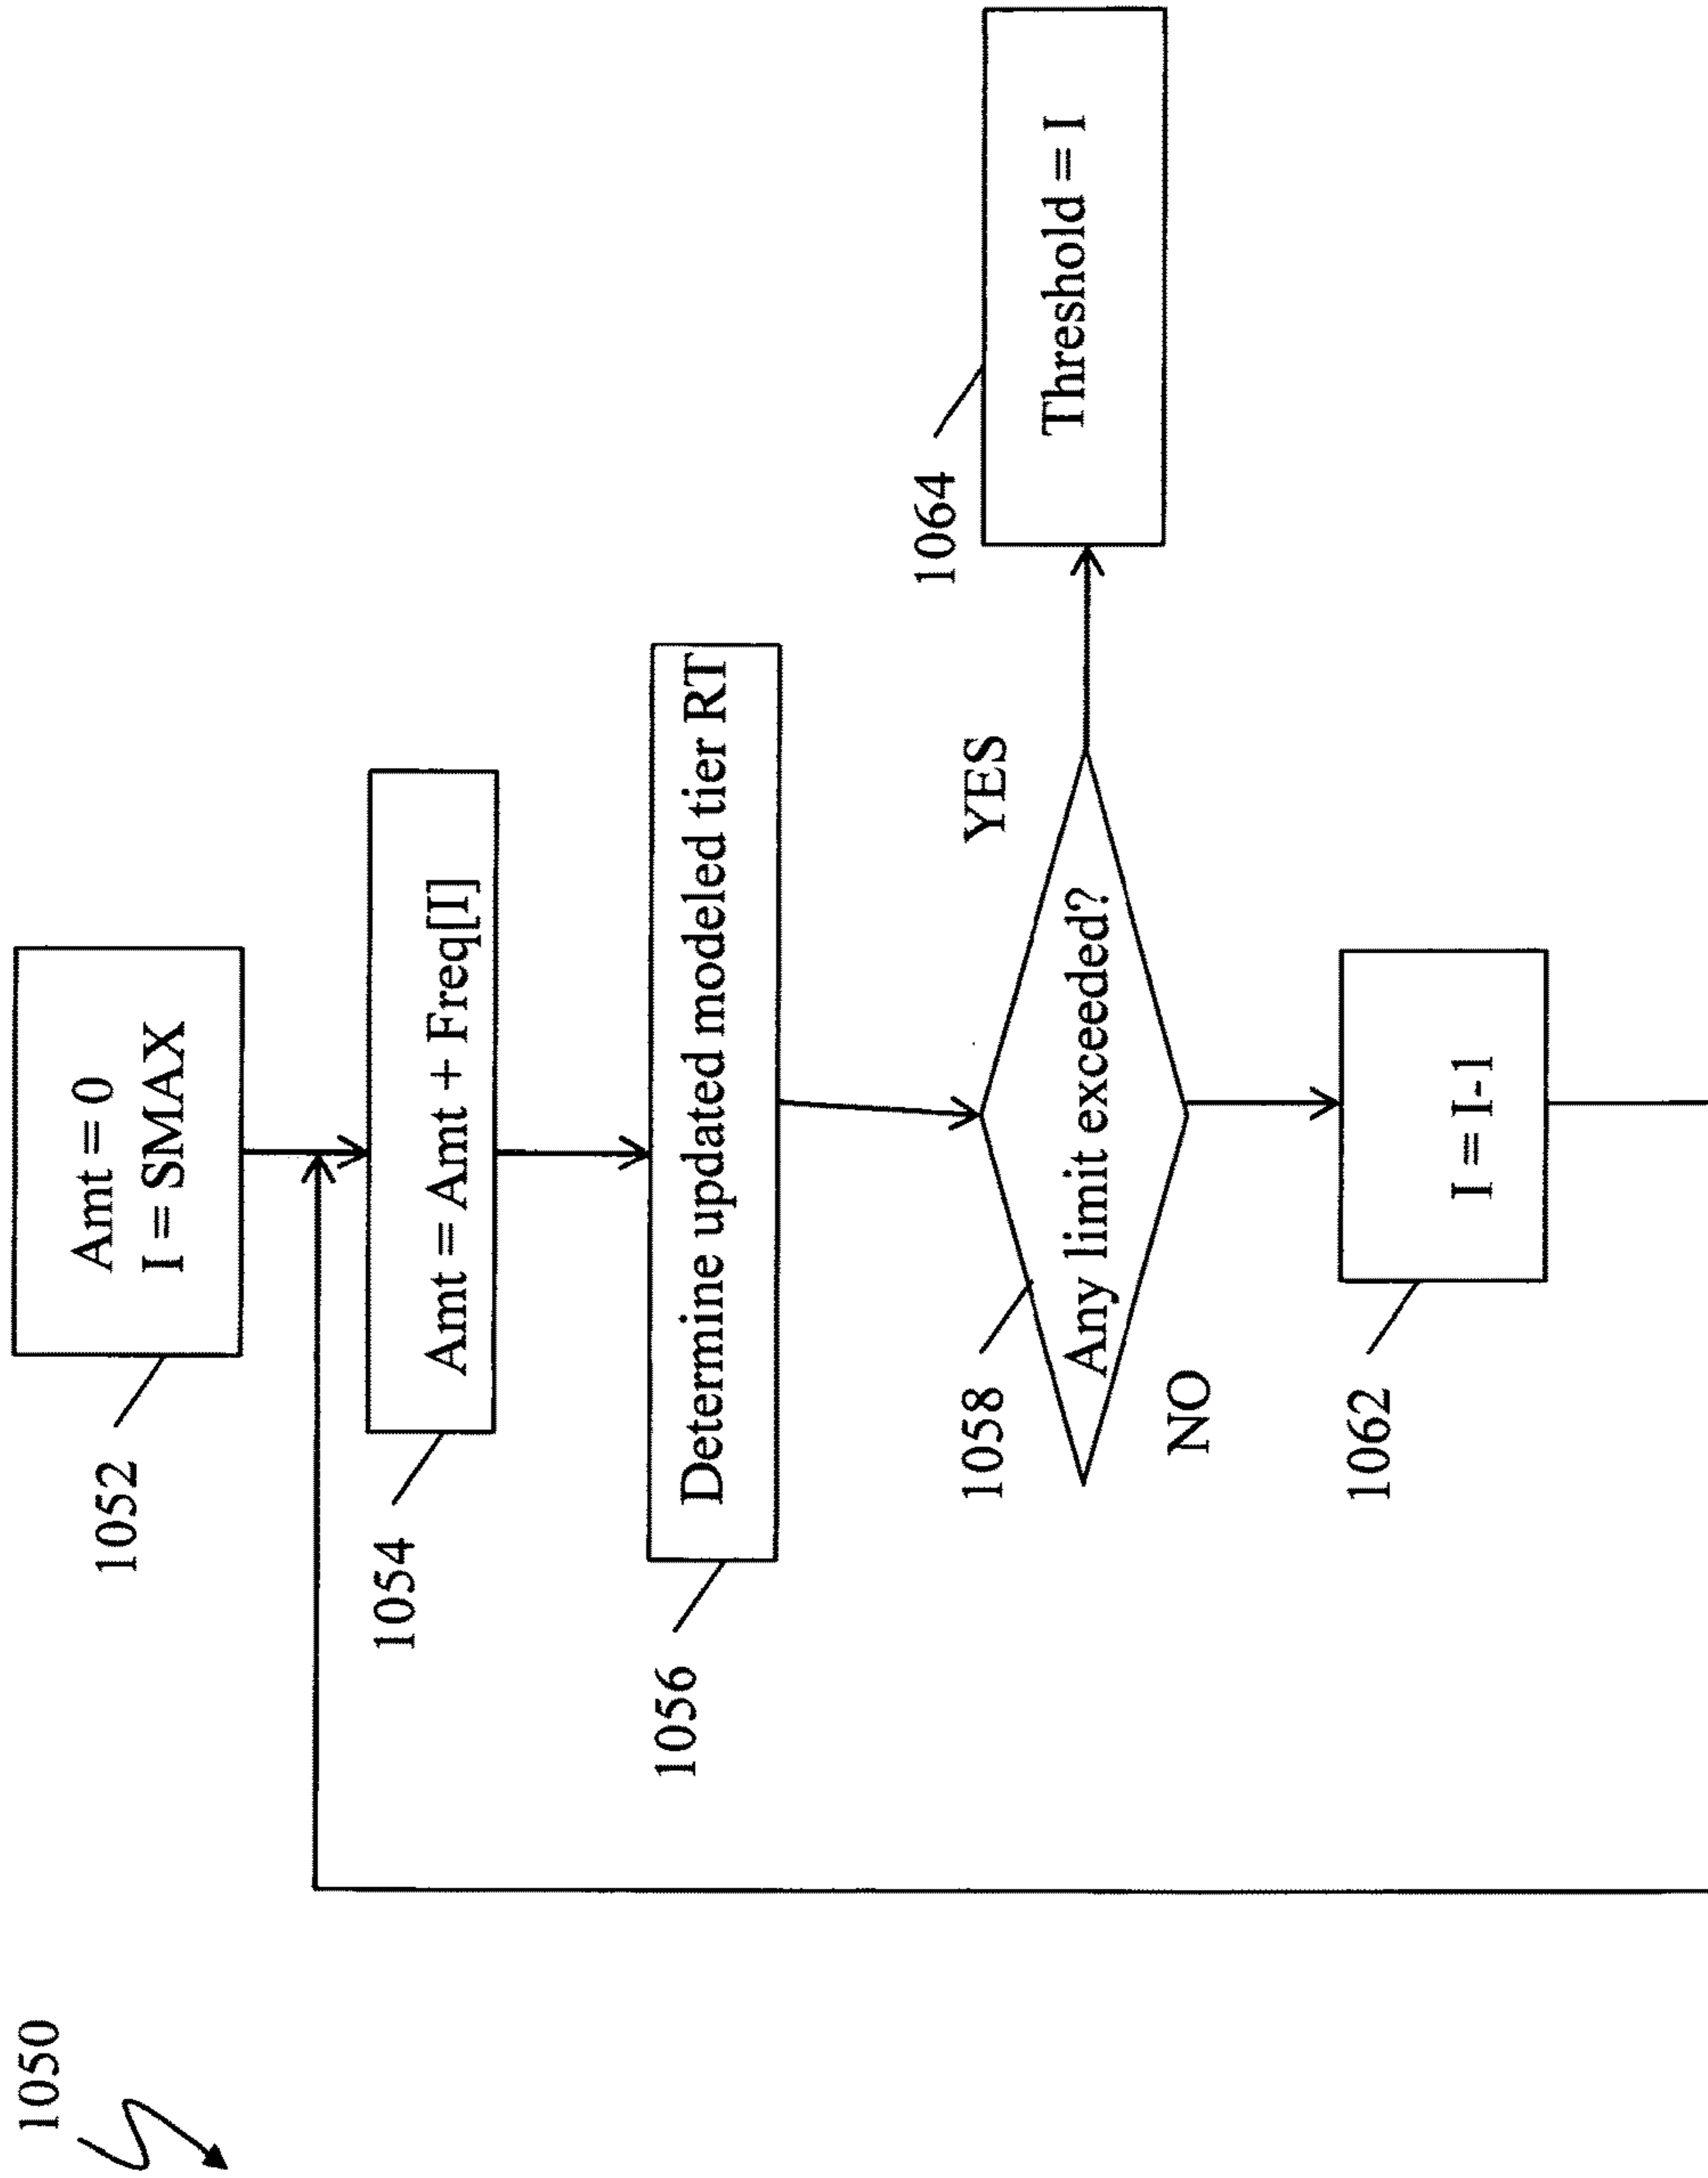 1050
1052
Amt = 0
I = SMAX
1054
Amt = Amt + Freq[I]
1056
Determine updated modeled tier RT
1058
Any limit exceeded?
YES
NO
1064
Threshold = I
1062
I = I-1